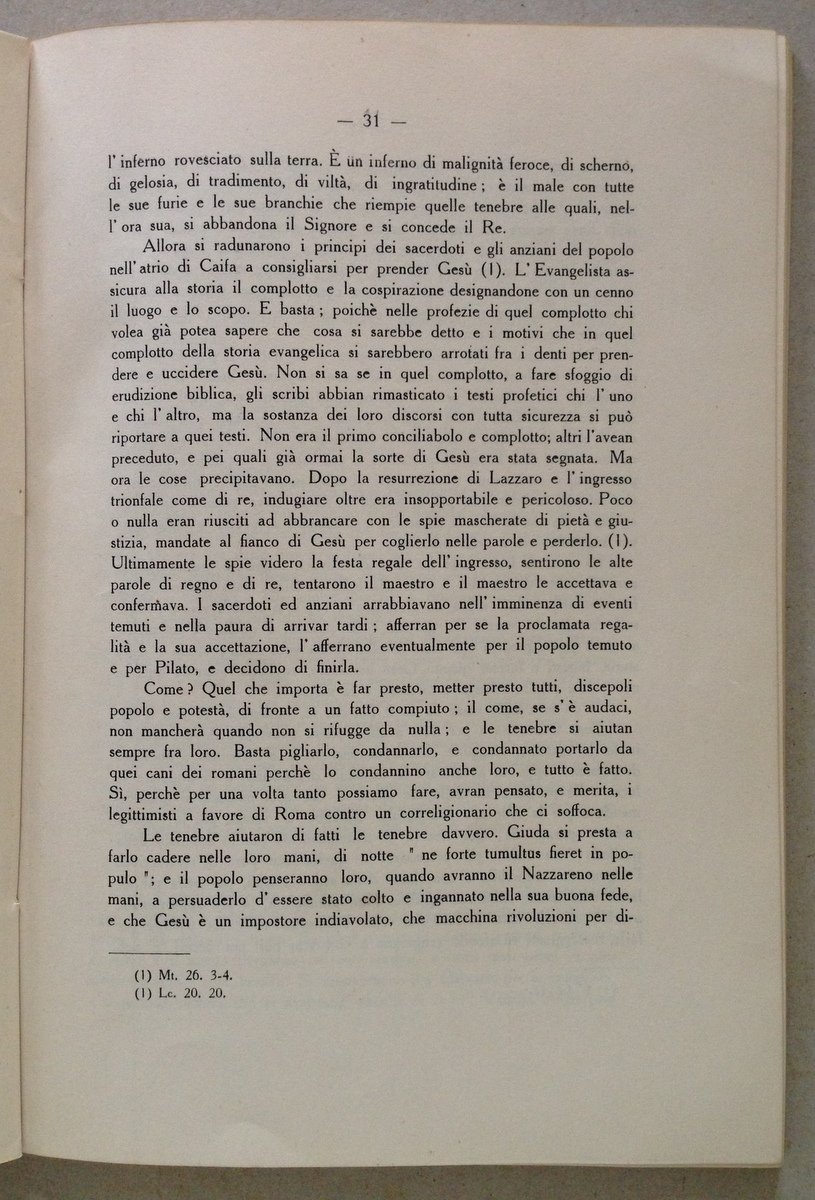 — 31 —
l' inferno rovesciato sulla terra. È un inferno di malignità feroce, di scherno,
di gelosia, di tradimento, di viltà, di ingratitudine ; è il male con tutte
le sue furie e le sue branchie che riempie quelle tenebre alle quali, nel-
l' ora sua, si abbandona il Signore e si concede il Re.
Allora si radunarono i principi dei sacerdoti e gli anziani del popolo
nell' atrio di Caifa a consigliarsi per prender Gesù (1). L' Evangelista as-
sicura alla storia il complotto e la cospirazione designandone con un cenno
il luogo e lo scopo. E basta ; poichè nelle profezie di quel complotto chi
volea già potea sapere che cosa si sarebbe detto e i motivi che in quel
complotto della storia evangelica si sarebbero arrotati fra i denti per pren-
dere e uccidere Gesù. Non si sa se in quel complotto, a fare sfoggio di
erudizione biblica, gli scribi abbian rimasticato i testi profetici chi l' uno
e chi l' altro, ma la sostanza dei loro discorsi con tutta sicurezza si può
riportare a quei testi. Non era il primo conciliabolo e complotto; altri l'avean
preceduto, e pei quali già ormai la sorte di Gesù era stata segnata. Ma
ora le cose precipitavano. Dopo la resurrezione di Lazzaro e l' ingresso
trionfale come di re, indugiare oltre era insopportabile e pericoloso. Poco
o nulla eran riusciti ad abbrancare con le spie mascherate di pietà e giu-
stizia, mandate al fianco di Gesù per coglierlo nelle parole e perderlo. (1).
Ultimamente le spie videro la festa regale dell' ingresso, sentirono le alte
parole di regno e di re, tentarono il maestro e il maestro le accettava e
confermava. I sacerdoti ed anziani arrabbiavano nell' imminenza di eventi
temuti e nella paura di arrivar tardi ; afferran per se la proclamata rega-
lità e la sua accettazione, l' afferrano eventualmente per il popolo temuto
e per Pilato, e decidono di finirla.
Come ? Quel che importa è far presto, metter presto tutti, discepoli
popolo e potestà, di fronte a un fatto compiuto ; il come, se s' è audaci,
non mancherà quando non si rifugge da nulla ; e le tenebre si aiutan
sempre fra loro. Basta pigliarlo, condannarlo, e condannato portarlo da
quei cani dei romani perchè lo condannino anche loro, e tutto è fatto.
Sì, perchè per una volta tanto possiamo fare, avran pensato, e merita, i
legittimisti a favore di Roma contro un correligionario che ci soffoca.
Le tenebre aiutaron di fatti le tenebre davvero. Giuda si presta a
farlo cadere nelle loro mani, di notte " ne forte tumultus fieret in po-
pulo "; e il popolo penseranno loro, quando avranno il Nazzareno nelle
mani, a persuaderlo d' essere stato colto e ingannato nella sua buona fede,
e che Gesù è un impostore indiavolato, che macchina rivoluzioni per di-
(1) Mt. 26. 3-4.
(1) Lc. 20. 20.